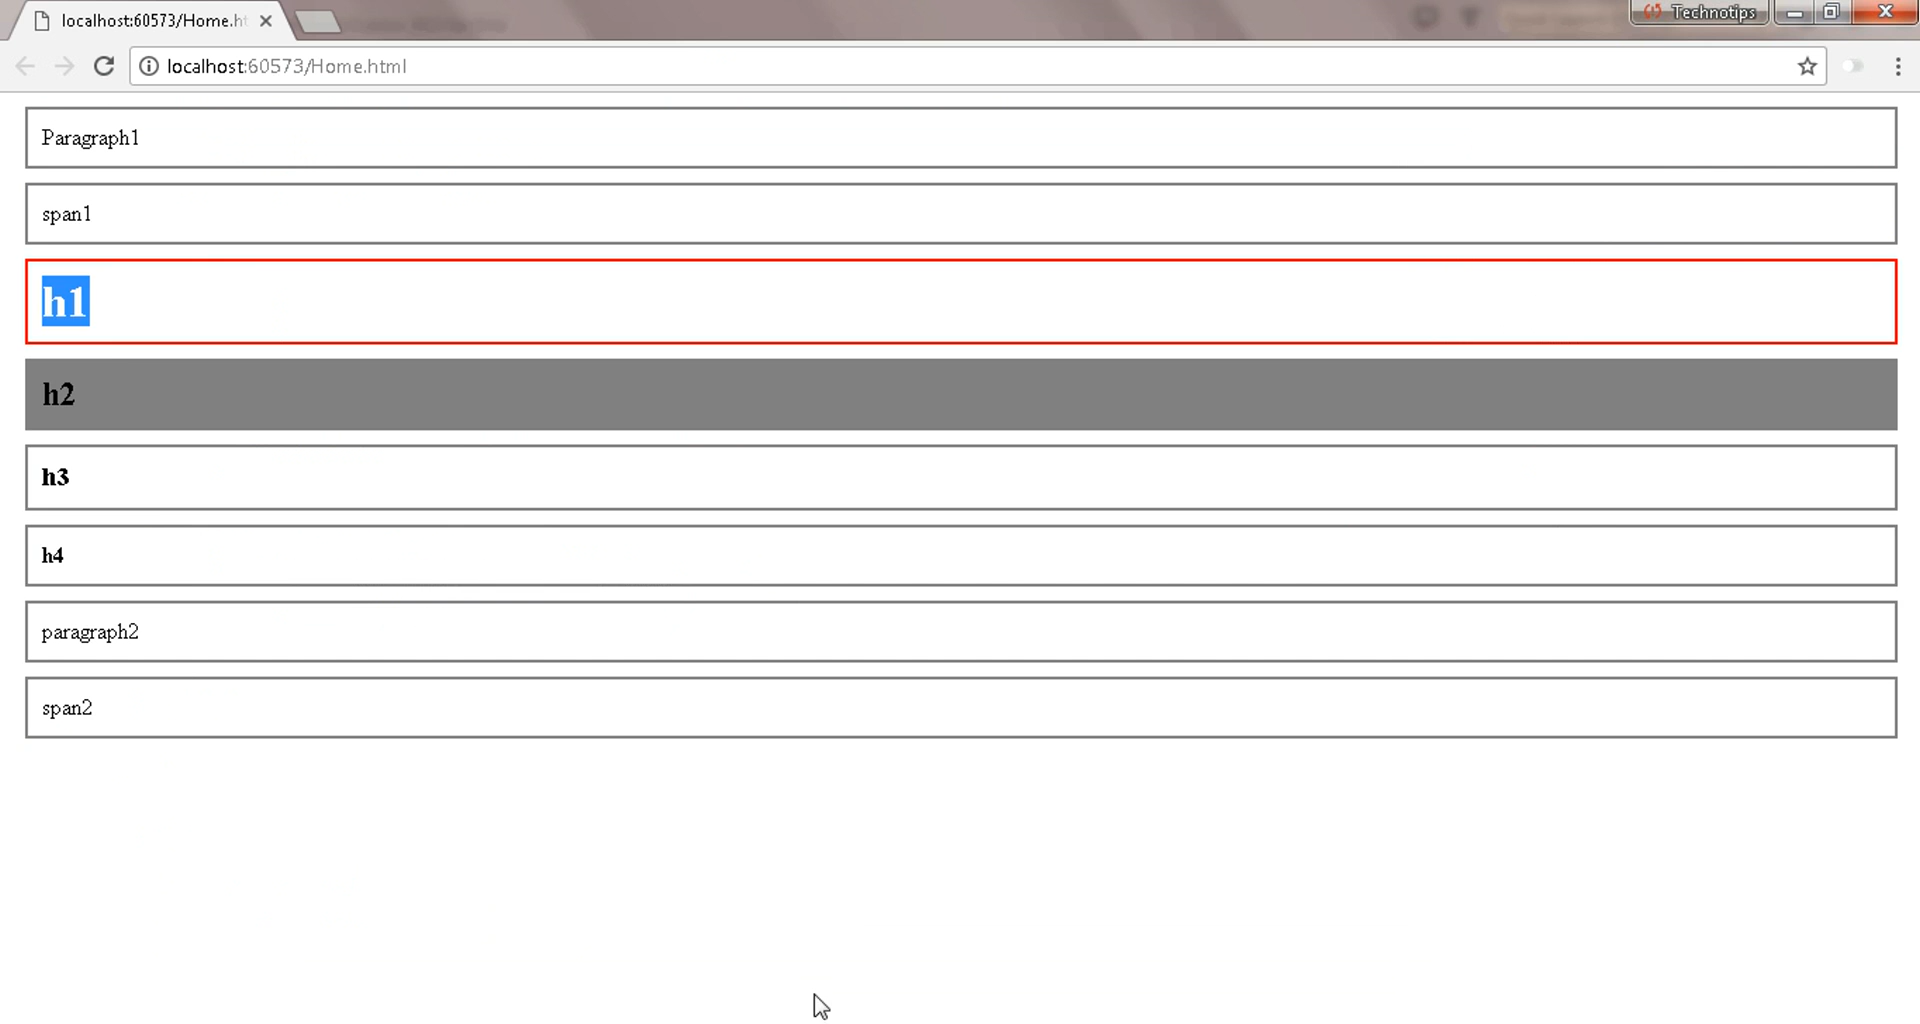 localhost:60573/Home.ht
Technotips
localhost:60573/Home.html
Paragraph1
span1
h1
h2
h3
h4
paragraph2
span2